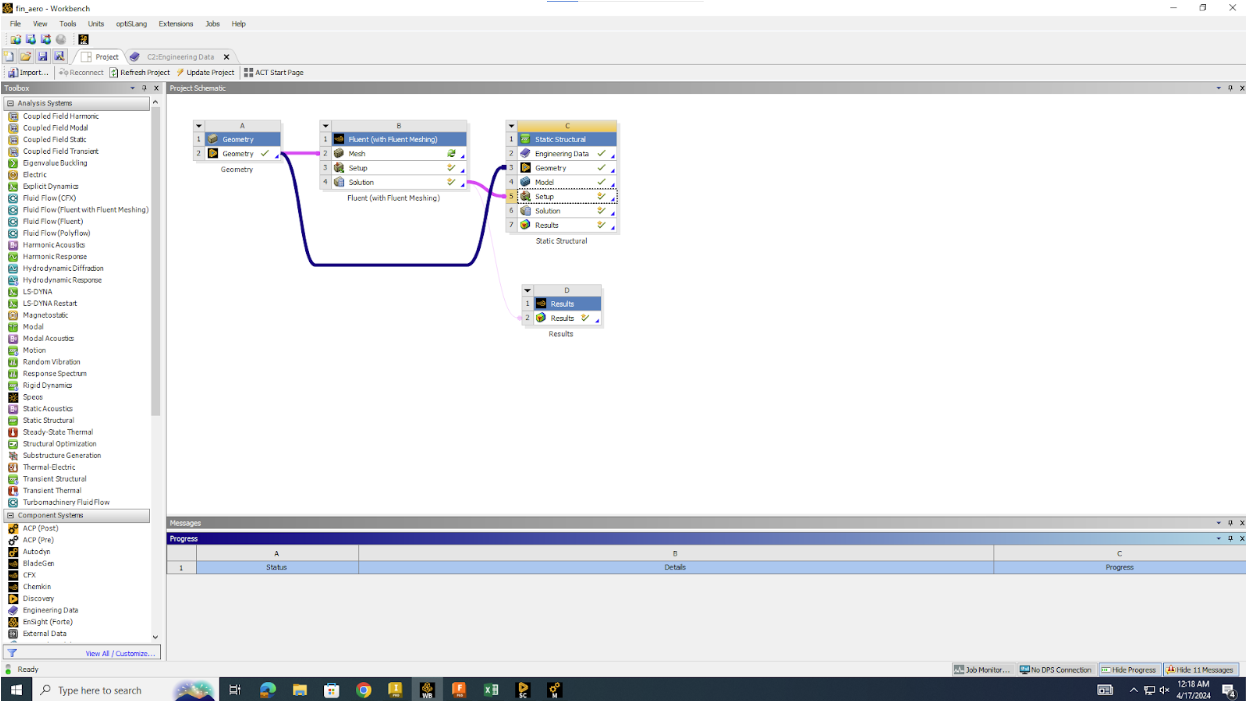 fin_aero - Workbench
File View Tools Units optiSLang Extensions Jobs Help
Project C2:Engineering Data
Import... Reconnect Refresh Project Update Project ACT Start Page
Toolbox
Analysis Systems
Coupled Field Harmonic
Coupled Field Modal
Coupled Field Static
Coupled Field Transient
Eigenvalue Buckling
Electric
Explicit Dynamics
Fluid Flow (CFX)
Fluid Flow (Fluent with Fluent Meshing)
Fluid Flow (Fluent)
Fluid Flow (Polyflow)
Harmonic Acoustics
Harmonic Response
Hydrodynamic Diffraction
Hydrodynamic Response
LS-DYNA
LS-DYNA Restart
Magnetostatic
Modal
Modal Acoustics
Motion
Random Vibration
Response Spectrum
Rigid Dynamics
Speos
Static Acoustics
Static Structural
Steady-State Thermal
Structural Optimization
Substructure Generation
Thermal-Electric
Transient Structural
Transient Thermal
Turbomachinery Fluid Flow
Component Systems
ACP (Post)
ACP (Pre)
Autodyn
BladeGen
CFX
Chemkin
Discovery
Engineering Data
EnSight (Forte)
External Data
View All / Customize...
Project Schematic
A
1 Geometry
2 Geometry
Geometry
B
1 Fluent (with Fluent Meshing)
2 Mesh
3 Setup
4 Solution
Fluent (with Fluent Meshing)
C
1 Static Structural
2 Engineering Data
3 Geometry
4 Model
5 Setup
6 Solution
7 Results
Static Structural
D
1 Results
2 Results
Results
Messages
Progress
A B C
1 Status Details Progress
Ready
Job Monitor... No DPS Connection Hide Progress Hide 11 Messages
Type here to search
WB
SC
M
12:18 AM
4/17/2024
4